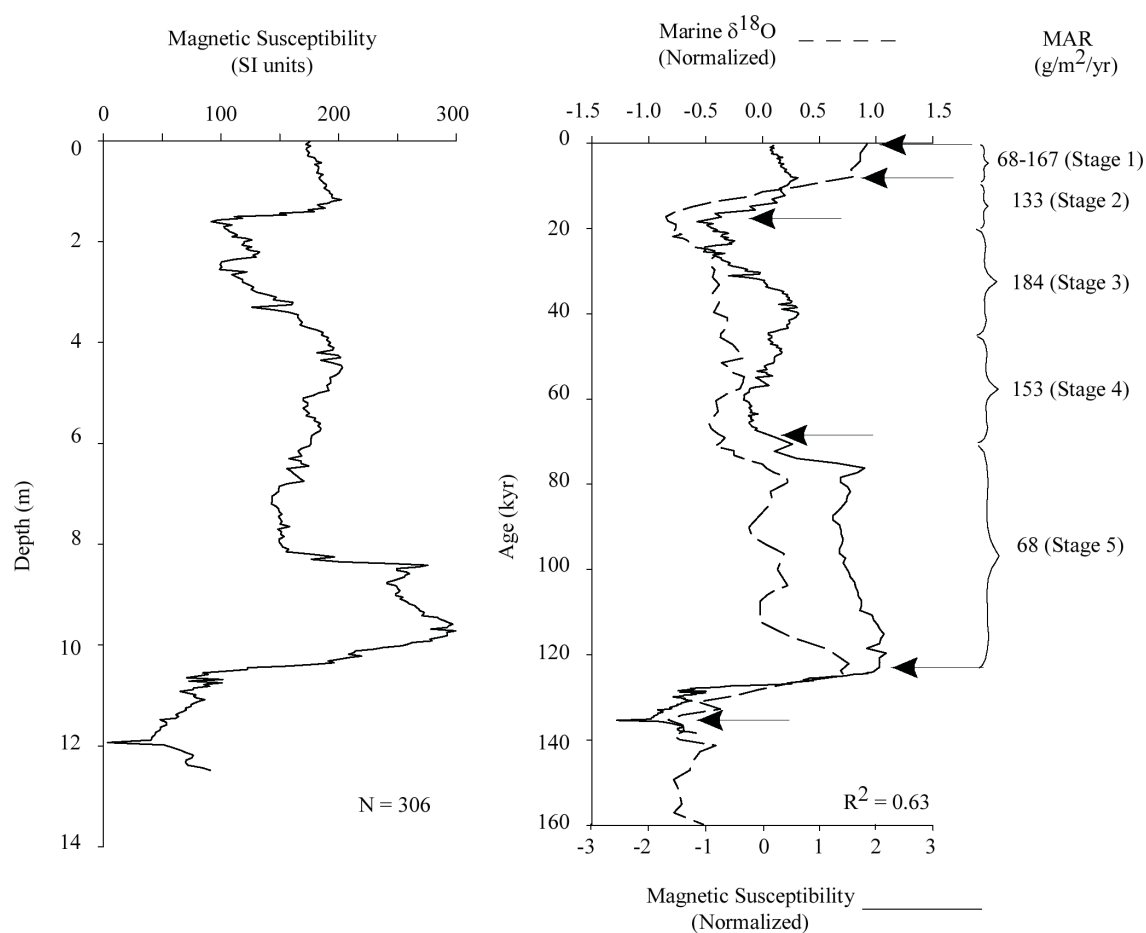 Magnetic Susceptibility
(SI units)
0 100 200 300
0
2
4
6
8
10
12
14
Depth (m)
N = 306
Marine δ18O
(Normalized)
-1.5 -1.0 -0.5 0.0 0.5 1.0 1.5
0
20
40
60
80
100
120
140
160
Age (kyr)
-3 -2 -1 0 1 2 3
R2 = 0.63
Magnetic Susceptibility
(Normalized)
MAR
(g/m2/yr)
68-167 (Stage 1)
133 (Stage 2)
184 (Stage 3)
153 (Stage 4)
68 (Stage 5)